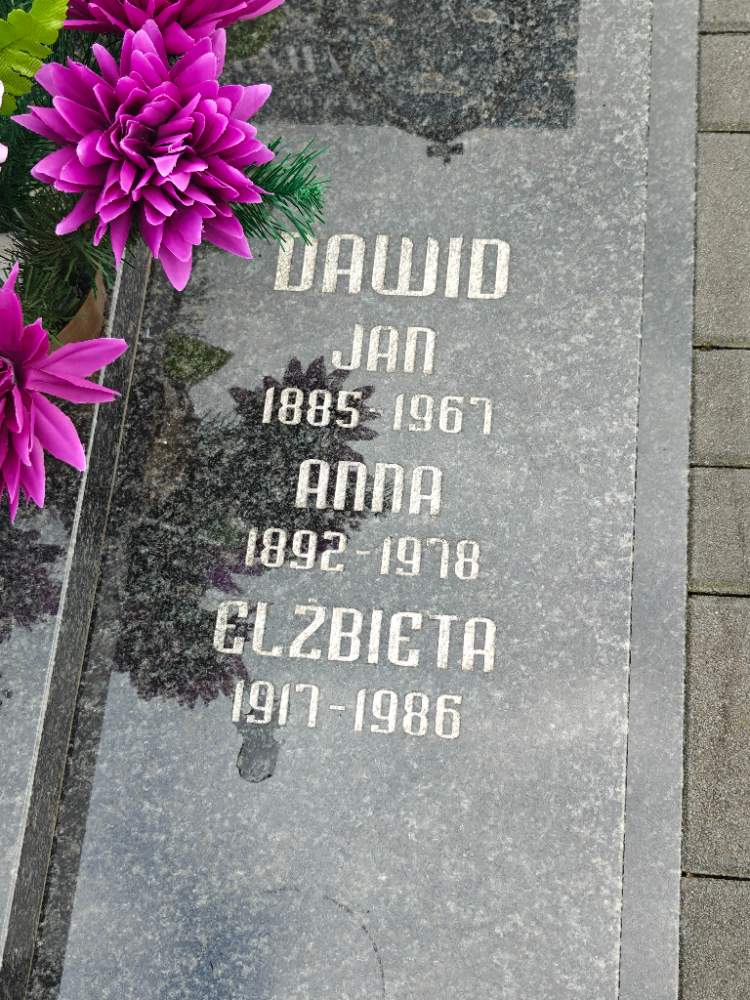 DAWID
JAN
1885-1967
ANNA
1892-1978
ELŻBIETA
1917-1986